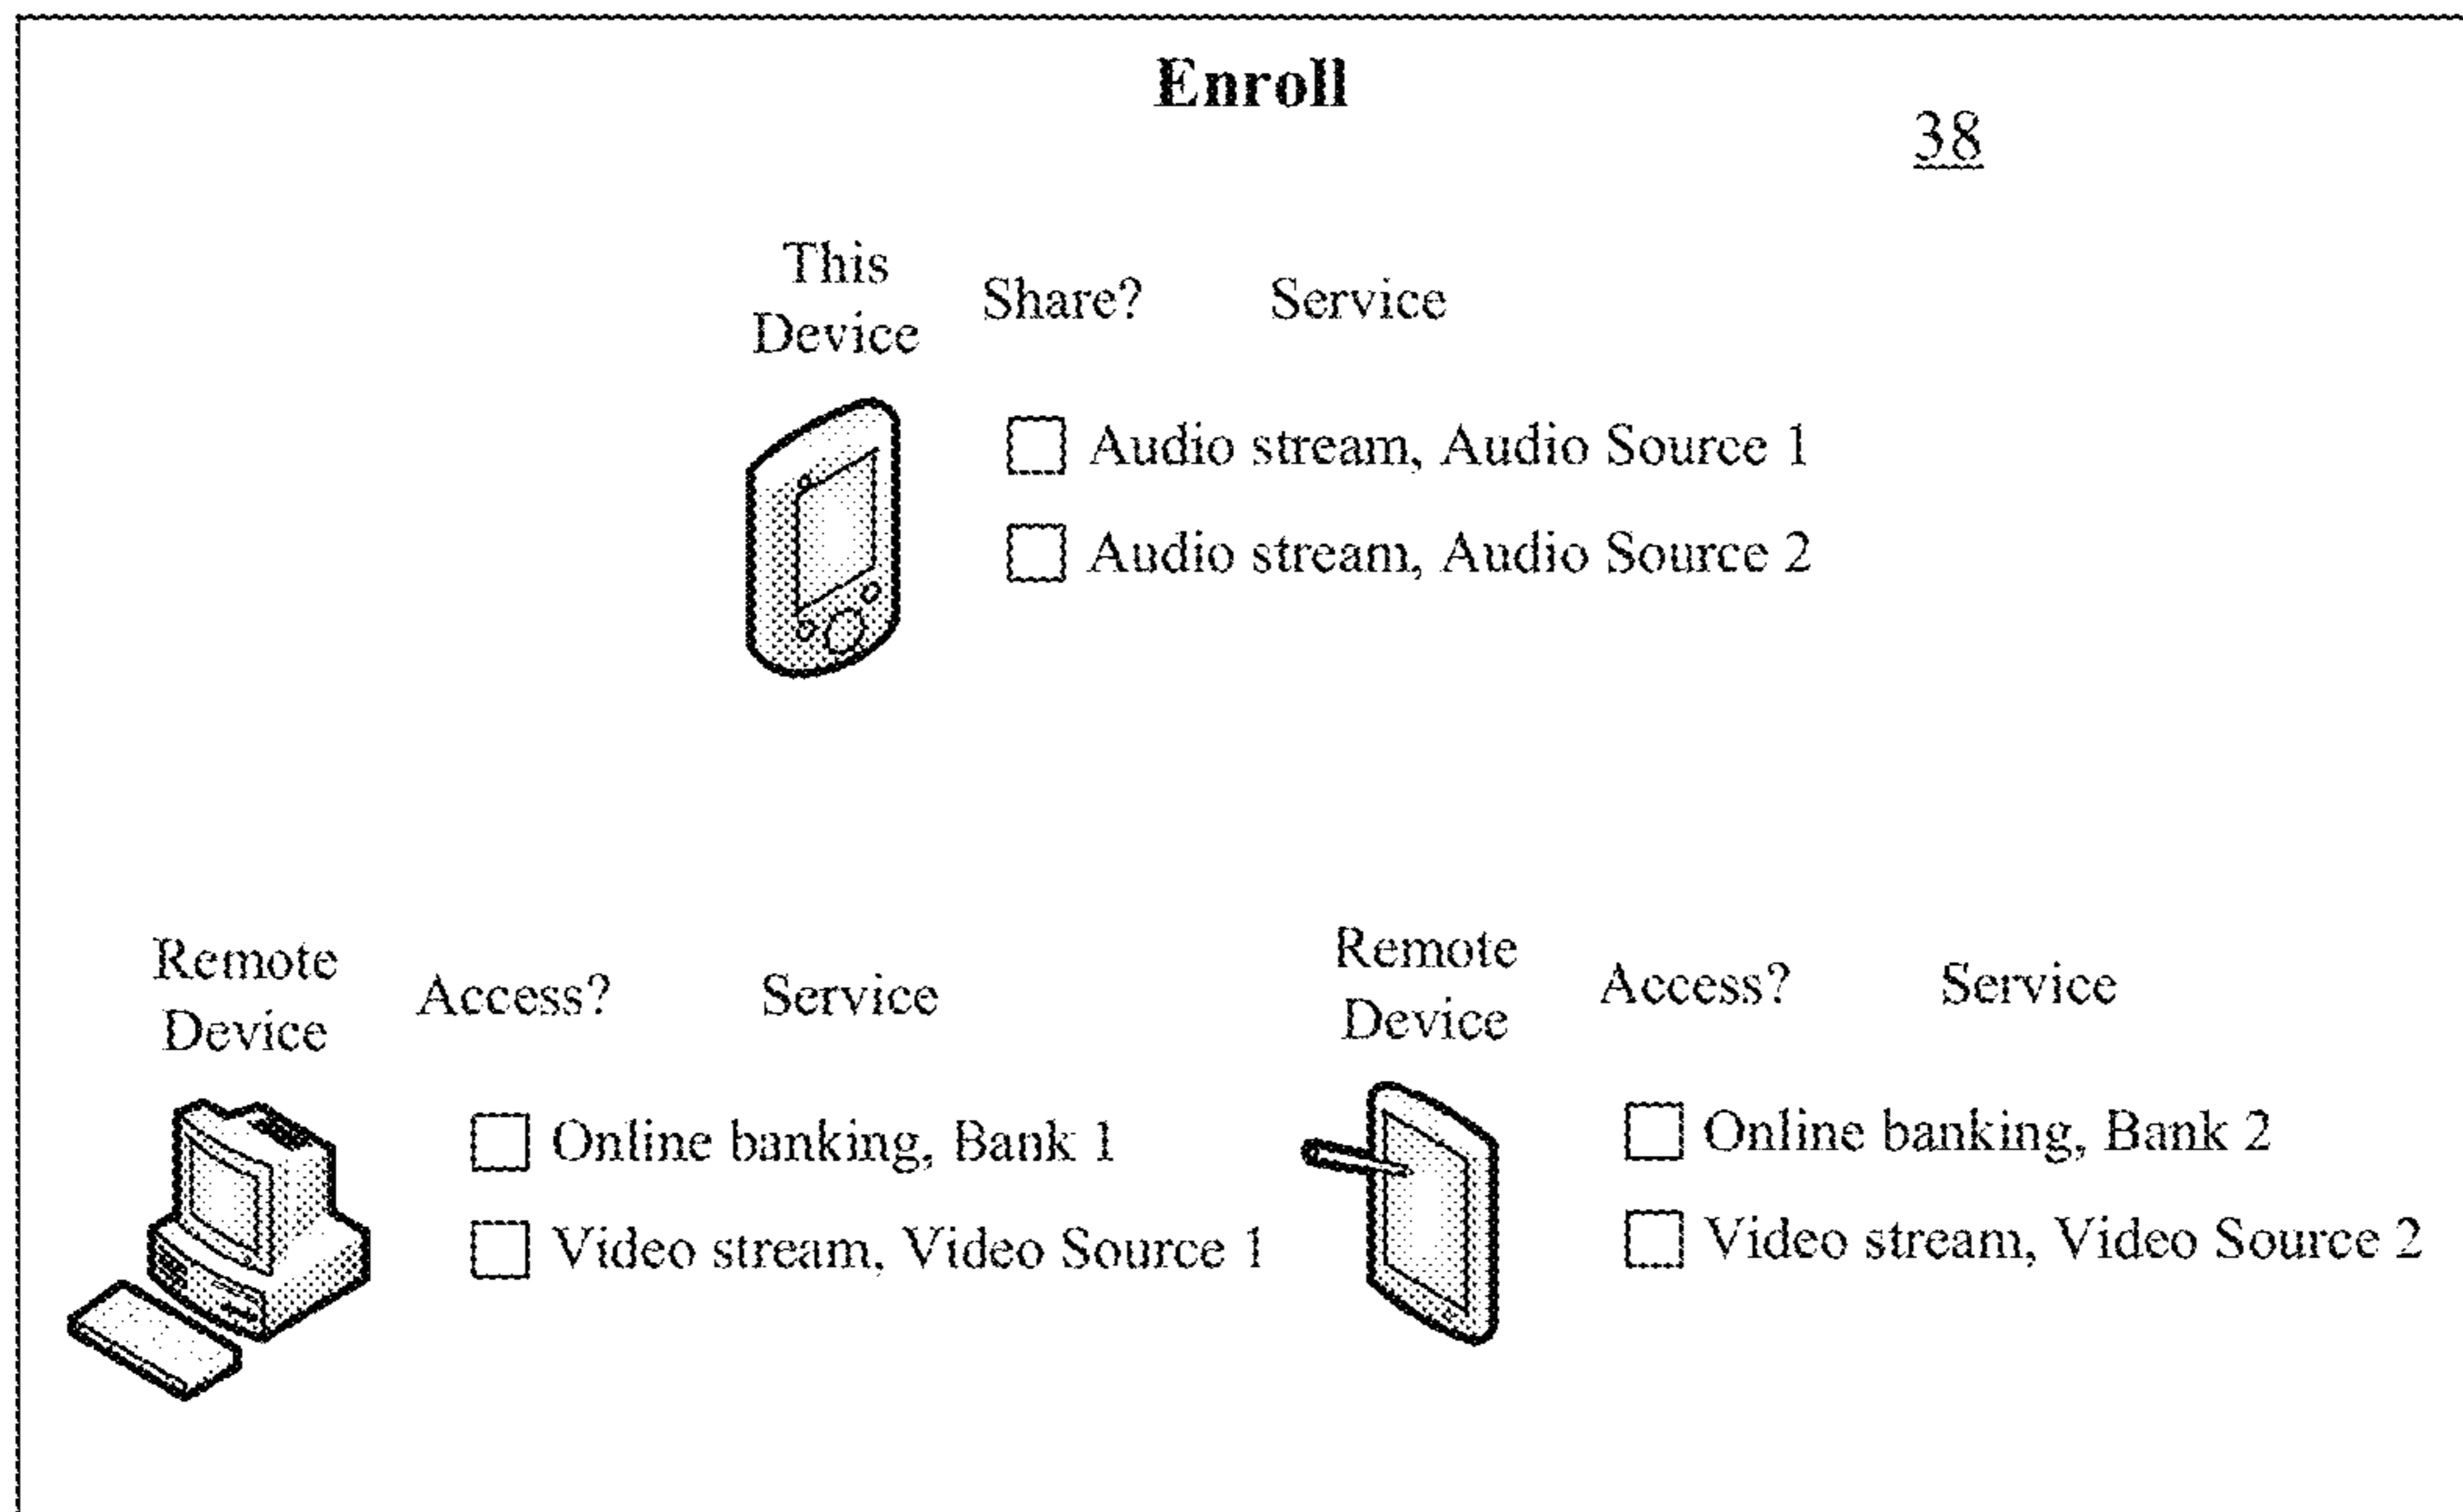 Enroll
38
This
Device
Share?
Service
Audio stream, Audio Source 1
Audio stream, Audio Source 2
Remote
Device
Access?
Service
Online banking, Bank 1
Video stream, Video Source 1
Remote
Device
Access?
Service
Online banking, Bank 2
Video stream, Video Source 2